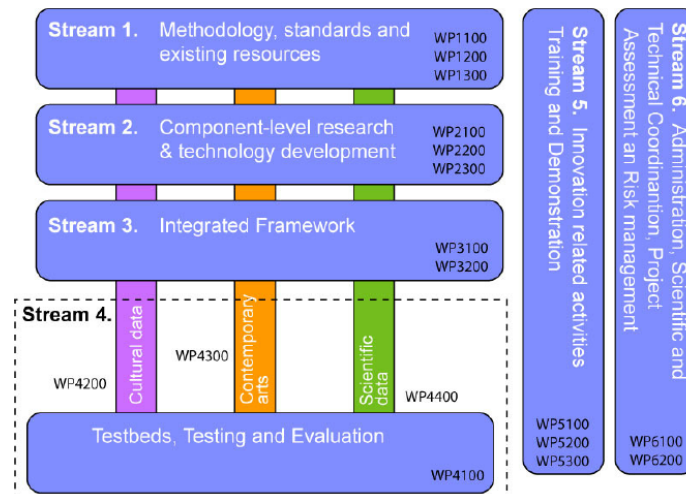 Stream 1. Methodology, standards and
existing resources
WP1100
WP1200
WP1300
Stream 2. Component-level research
& technology development
WP2100
WP2200
WP2300
Stream 3. Integrated Framework
WP3100
WP3200
Stream 4.
Cultural data
Contemporary
arts
Scientific
data
WP4200
WP4300
WP4400
Testbeds, Testing and Evaluation
WP4100
Stream 5. Innovation related activities
Training and Demonstration
WP5100
WP5200
WP5300
Stream 6. Administration, Scientific and
Technical Coordinantion, Project
Assessment an Risk management
WP6100
WP6200